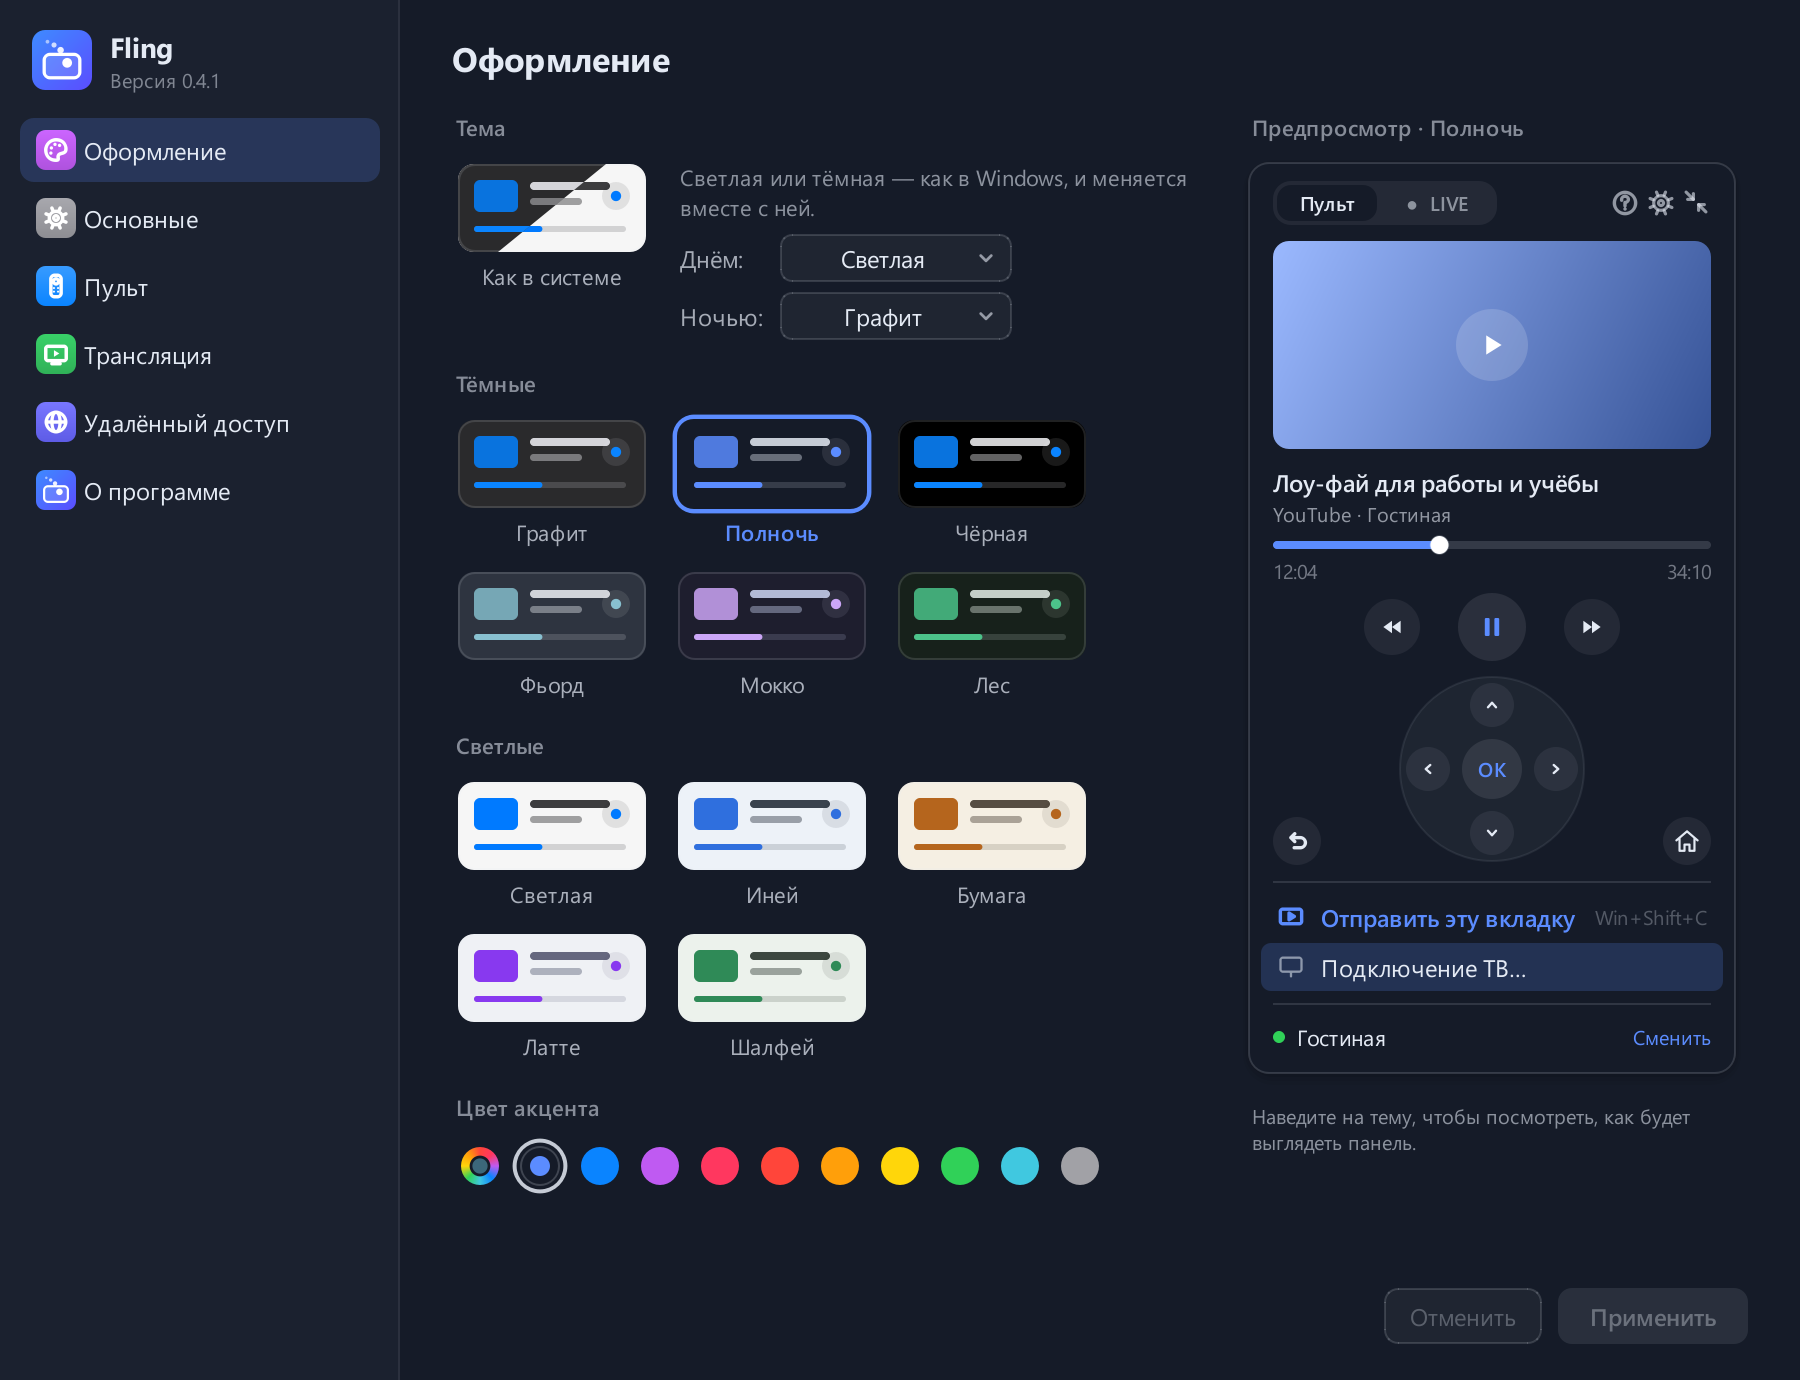 Fling
Версия 0.4.1
Оформление
Основные
Пульт
Трансляция
Удалённый доступ
О программе
Оформление
Тема
Как в системе
Светлая или тёмная — как в Windows, и меняется
вместе с ней.
Днём:
Светлая
Ночью:
Графит
Тёмные
Графит
Полночь
Чёрная
Фьорд
Мокко
Лес
Светлые
Светлая
Иней
Бумага
Латте
Шалфей
Цвет акцента
Предпросмотр · Полночь
Пульт
LIVE
Лоу-фай для работы и учёбы
YouTube · Гостиная
12:04
34:10
OK
Отправить эту вкладку
Win+Shift+C
Подключение ТВ...
Гостиная
Сменить
Наведите на тему, чтобы посмотреть, как будет
выглядеть панель.
Отменить
Применить